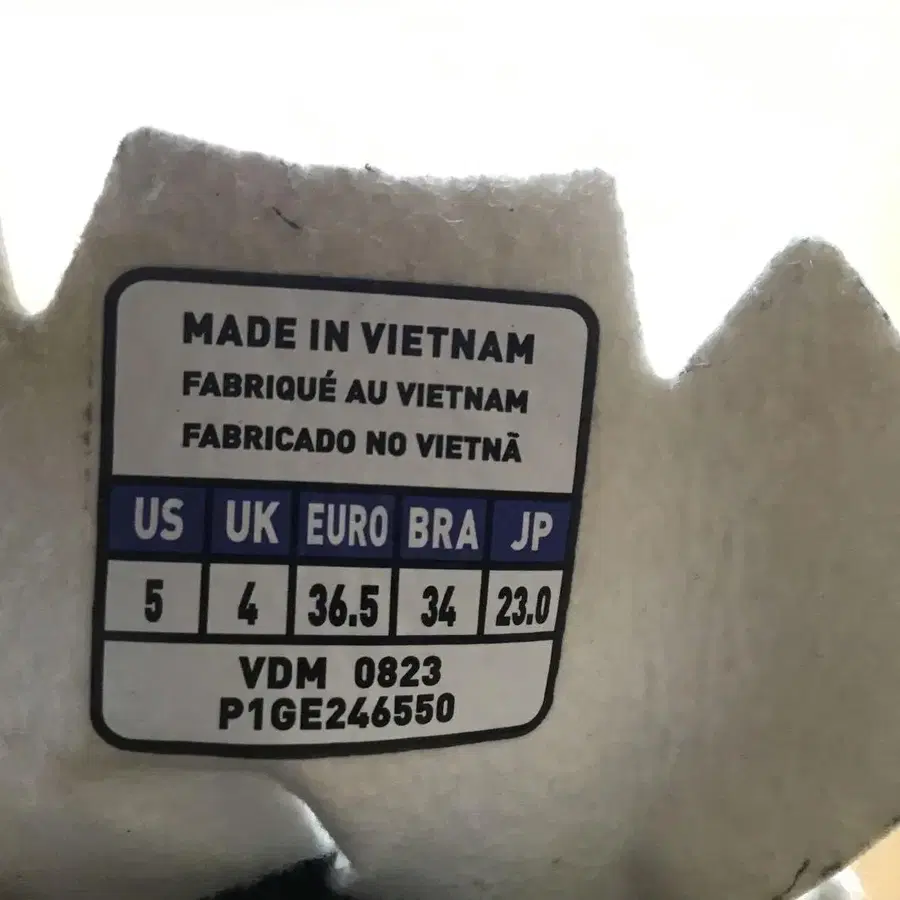 MADE IN VIETNAM
FABRIQUÉ AU VIETNAM
FABRICADO NO VIETNÃ
US UK EURO BRA JP
5 4 36.5 34 23.0
VDM 0823
P1GE246550